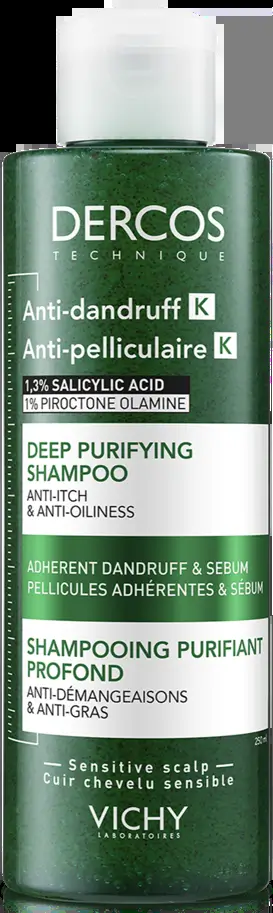 DERCOS
TECHNIQUE
Anti-dandruff K
Anti-pelliculaire K
1,3% SALICYLIC ACID
1% PIROCTONE OLAMINE
DEEP PURIFYING
SHAMPOO
ANTI-ITCH
& ANTI-OILINESS
ADHERENT DANDRUFF & SEBUM
PELLICULES ADHÉRENTES & SÉBUM
SHAMPOOING PURIFIANT
PROFOND
ANTI-DÉMANGEAISONS
& ANTI-GRAS
250 ml
— Sensitive scalp —
Cuir chevelu sensible
VICHY
LABORATOIRES